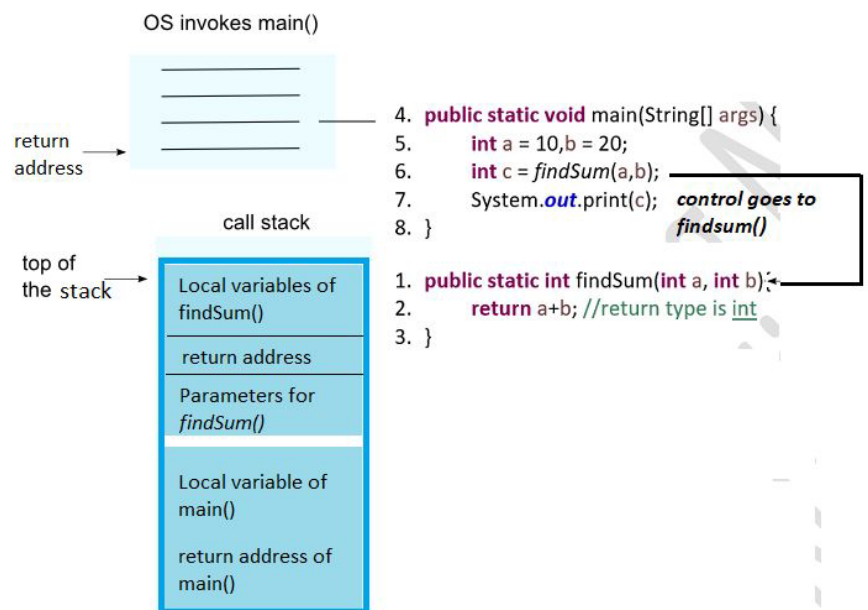 OS invokes main()
return
address
4. public static void main(String[] args) {
5. int a = 10,b = 20;
6. int c = findSum(a,b);
7. System.out.print(c);
control goes to
findsum()
8. }
call stack
top of
the stack
Local variables of
findSum()
return address
Parameters for
findSum()
Local variable of
main()
return address of
main()
1. public static int findSum(int a, int b){
2. return a+b; //return type is int
3. }